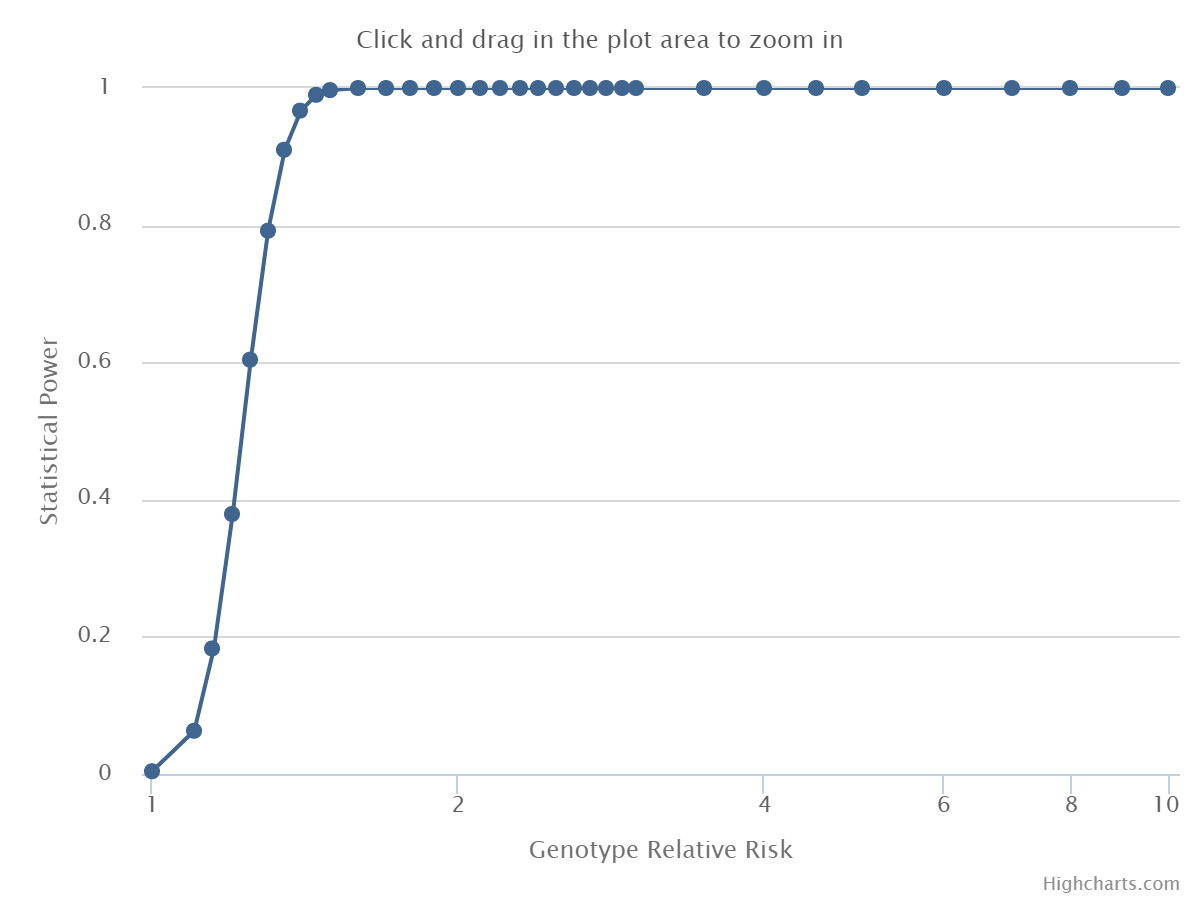 Click and drag in the plot area to zoom in
1
0.8
0.6
0.4
0.2
0
Statistical Power
1 2 4 6 8 10
Genotype Relative Risk
Highcharts.com